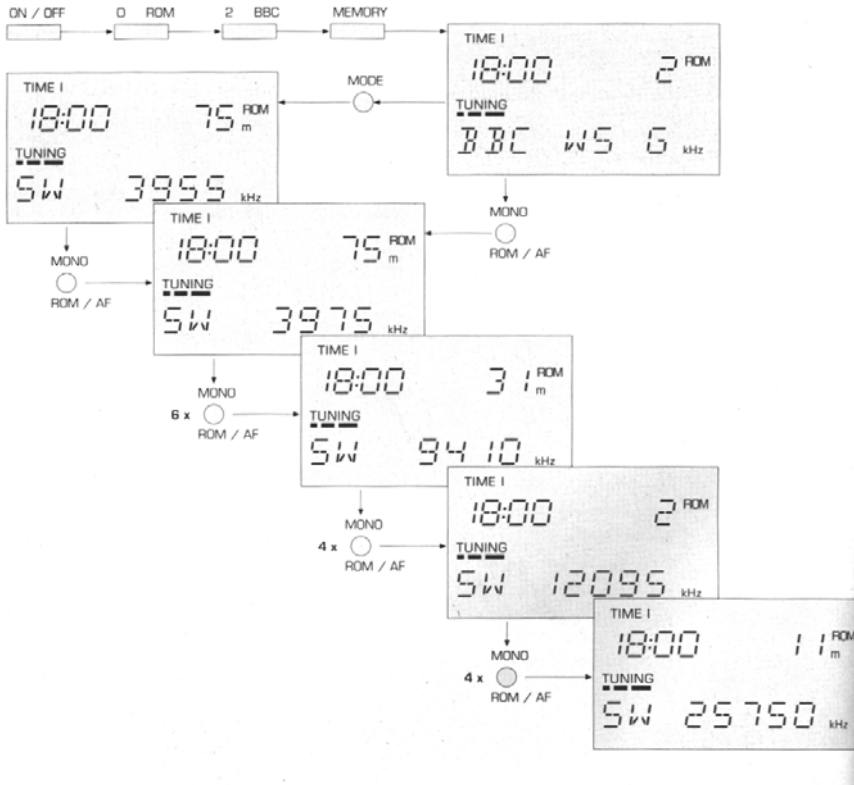 ON / OFF 0 ROM 2 BBC MEMORY
TIME I
18:00 2 ROM
TUNING
BBC WS G kHz
MODE
TIME I
18:00 75 ROM m
TUNING
SW 3955 kHz
MONO
ROM / AF
MONO
ROM / AF
TIME I
18:00 75 ROM m
TUNING
SW 3975 kHz
MONO
6 x
ROM / AF
TIME I
18:00 31 ROM m
TUNING
SW 9410 kHz
MONO
4 x
ROM / AF
TIME I
18:00 2 ROM
TUNING
SW 12095 kHz
MONO
4 x
ROM / AF
TIME I
18:00 11 ROM m
TUNING
SW 25750 kHz